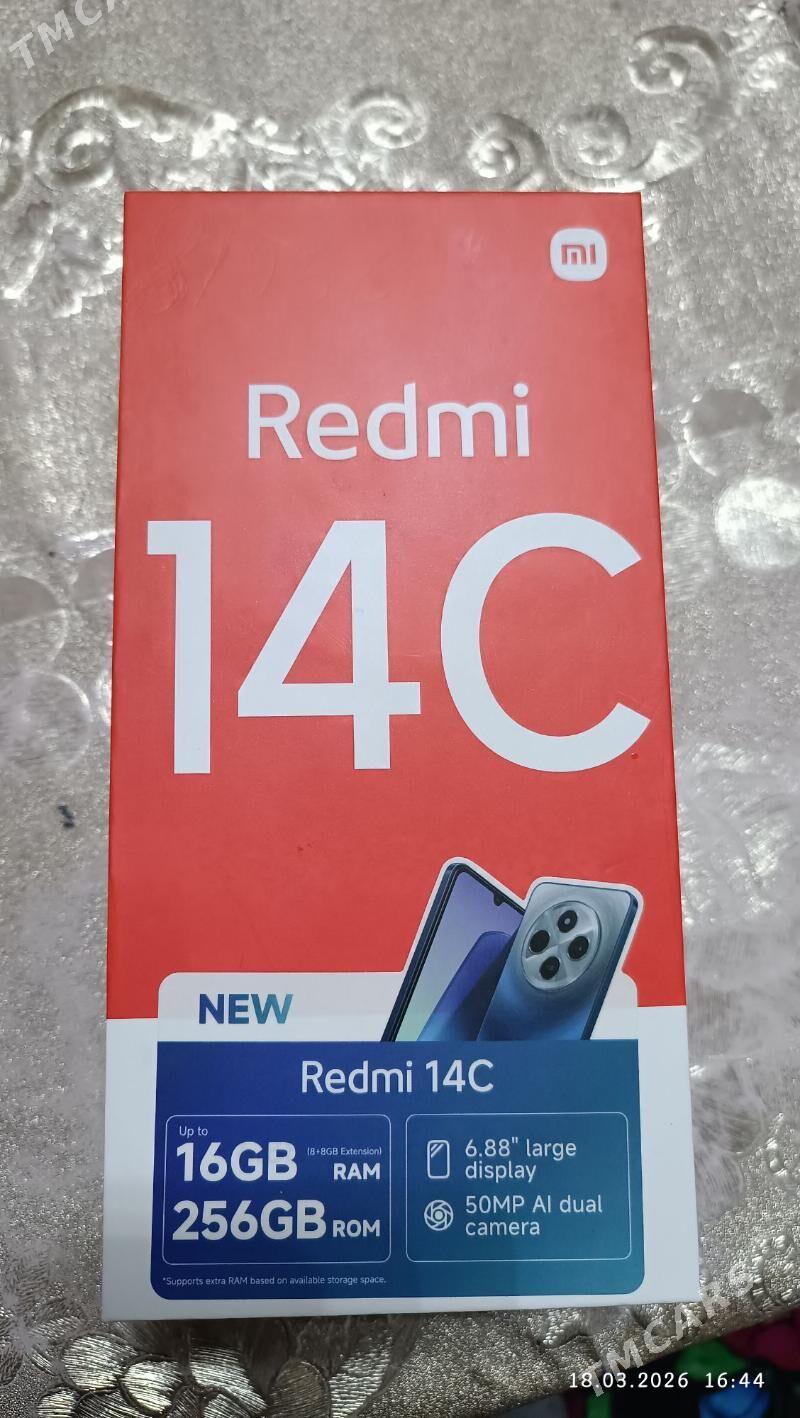 TMCARS
mi
Redmi
14C
NEW
Redmi 14C
Up to
16GB (8+8GB Extension) RAM
256GB ROM
6.88" large
display
50MP AI dual
camera
*Supports extra RAM based on available storage space.
TMCARS
18.03.2026 16:44